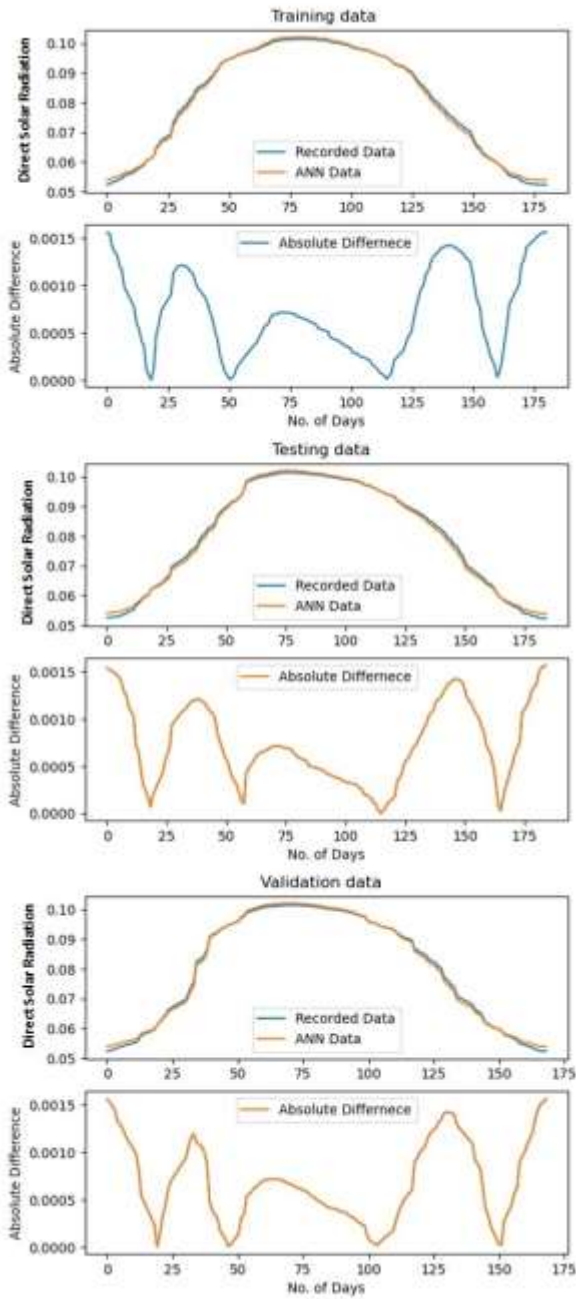 Training data
Direct Solar Radiation
0.10
0.09
0.08
0.07
0.06
0.05
Recorded Data
ANN Data
0 25 50 75 100 125 150 175
Absolute Difference
0.0015
0.0010
0.0005
0.0000
Absolute Differnece
0 25 50 75 100 125 150 175
No. of Days
Testing data
Direct Solar Radiation
0.10
0.09
0.08
0.07
0.06
0.05
Recorded Data
ANN Data
0 25 50 75 100 125 150 175
Absolute Difference
0.0015
0.0010
0.0005
0.0000
Absolute Differnece
0 25 50 75 100 125 150 175
No. of Days
Validation data
Direct Solar Radiation
0.10
0.09
0.08
0.07
0.06
0.05
Recorded Data
ANN Data
0 25 50 75 100 125 150 175
Absolute Difference
0.0015
0.0010
0.0005
0.0000
Absolute Differnece
0 25 50 75 100 125 150 175
No. of Days